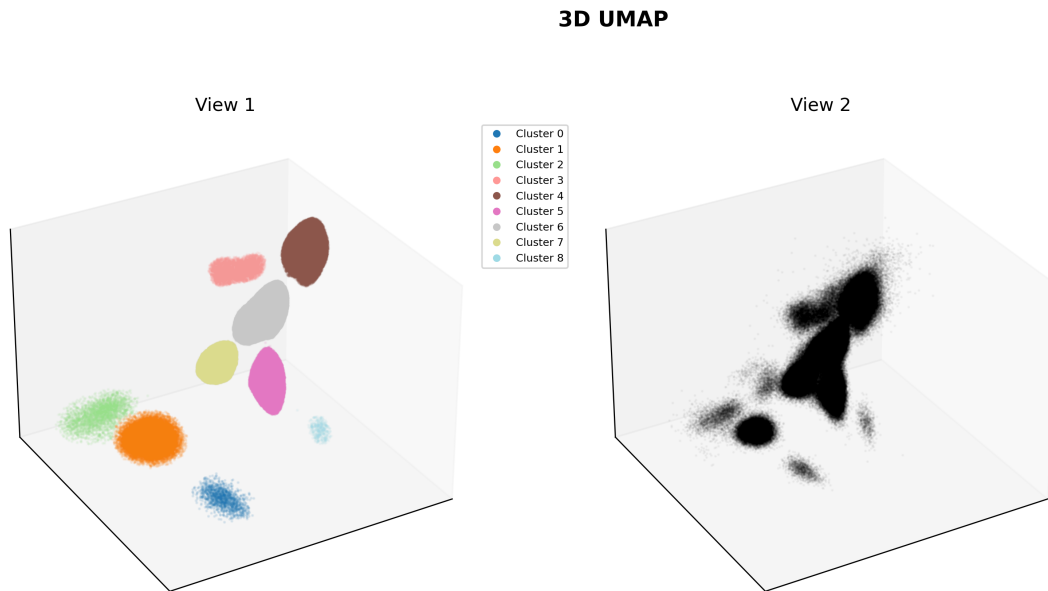 3D UMAP
View 1
View 2
Cluster 0
Cluster 1
Cluster 2
Cluster 3
Cluster 4
Cluster 5
Cluster 6
Cluster 7
Cluster 8